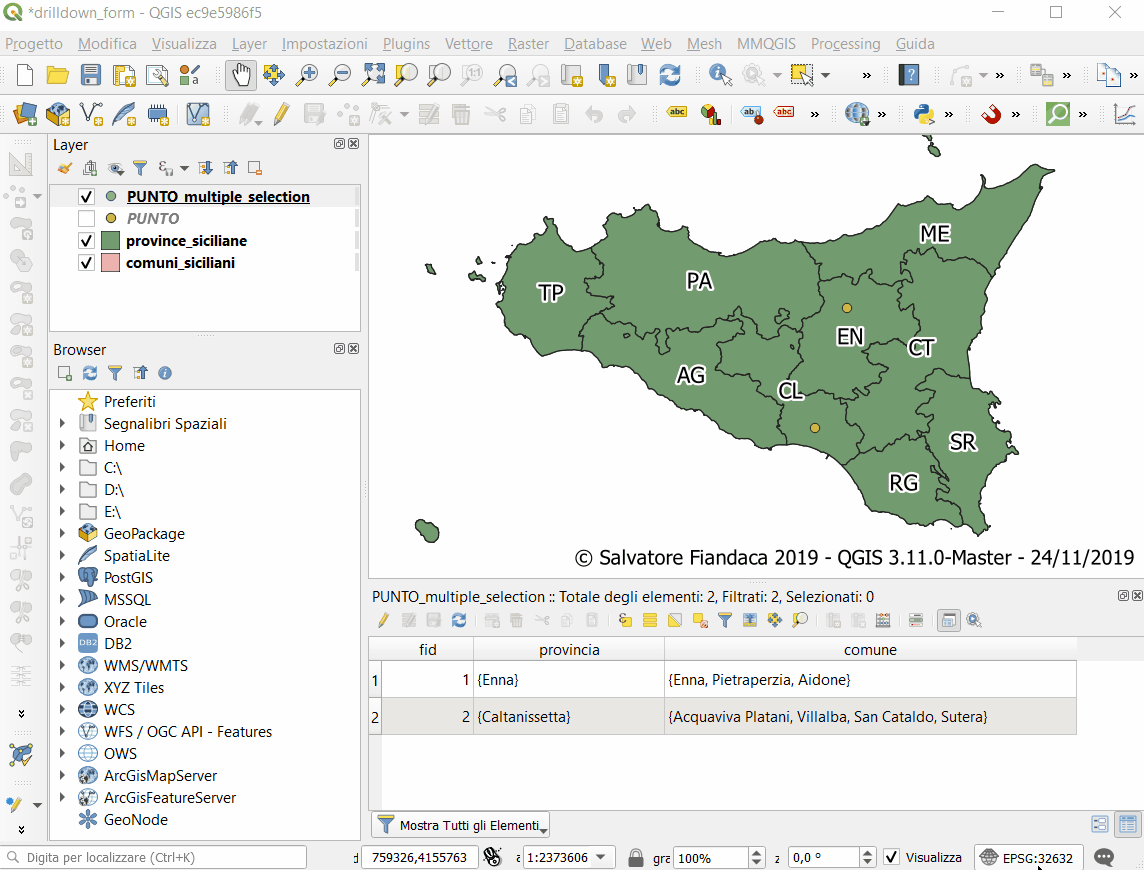 *drilldown_form - QGIS ec9e5986f5
Progetto Modifica Visualizza Layer Impostazioni Plugins Vettore Raster Database Web Mesh MMQGIS Processing Guida
Layer
PUNTO_multiple_selection
PUNTO
province_siciliane
comuni_siciliani
Browser
Preferiti
Segnalibri Spaziali
Home
C:\
D:\
E:\
GeoPackage
SpatiaLite
PostGIS
MSSQL
Oracle
DB2
WMS/WMTS
XYZ Tiles
WCS
WFS / OGC API - Features
OWS
ArcGisMapServer
ArcGisFeatureServer
GeoNode
ME
PA
TP
EN
CT
AG
CL
SR
RG
© Salvatore Fiandaca 2019 - QGIS 3.11.0-Master - 24/11/2019
PUNTO_multiple_selection :: Totale degli elementi: 2, Filtrati: 2, Selezionati: 0
fid provincia comune
1 1 {Enna} {Enna, Pietraperzia, Aidone}
2 2 {Caltanissetta} {Acquaviva Platani, Villalba, San Cataldo, Sutera}
Mostra Tutti gli Elementi
Digita per localizzare (Ctrl+K) 759326,4155763 1:2373606 gra 100% z 0,0 ° Visualizza EPSG:32632